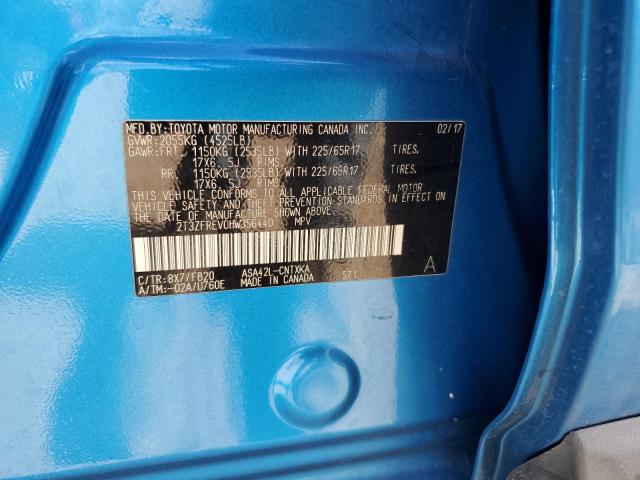 MFD.BY:TOYOTA MOTOR MANUFACTURING CANADA INC. 02/17
GVWR:2055KG (4525LB)
GAWR:FRT 1150KG (2535LB) WITH 225/65R17 TIRES,
17X6.5J RIMS
RR 1150KG (2535LB) WITH 225/65R17 TIRES,
17X6.5J RIMS
THIS VEHICLE CONFORMS TO ALL APPLICABLE FEDERAL MOTOR
VEHICLE SAFETY AND THEFT PREVENTION STANDARDS IN EFFECT
ON THE DATE OF MANUFACTURE SHOWN ABOVE.
2T3ZFREV0HW356440 MPV
C/TR:8X7/FB20 ASA42L-CNTXKA
A/TM:-02A/U760E MADE IN CANADA 571 A